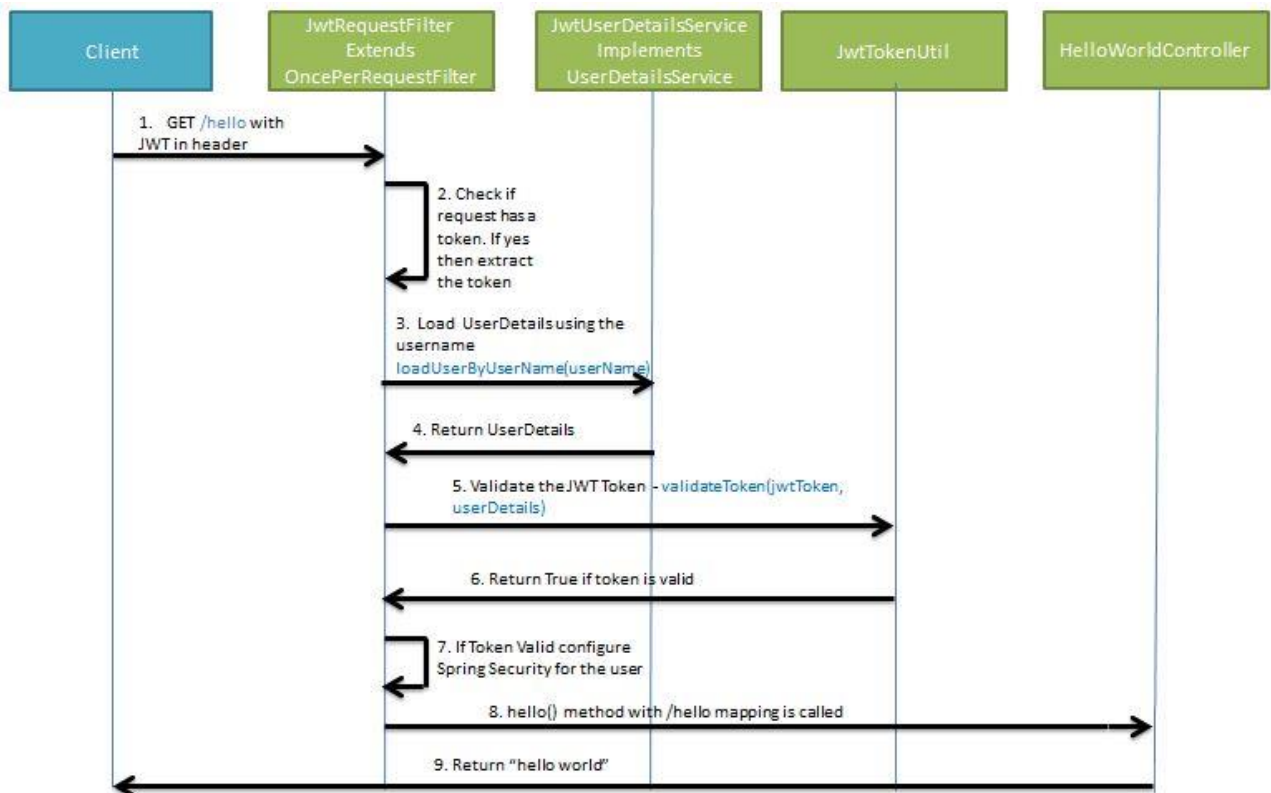 Client
JwtRequestFilter
Extends
OncePerRequestFilter
JwtUserDetailsService
Implements
UserDetailsService
JwtTokenUtil
HelloWorldController
1. GET /hello with
JWT in header
2. Check if
request has a
token. If yes
then extract
the token
3. Load UserDetails using the
username
loadUserByUserName(userName)
4. Return UserDetails
5. Validate the JWT Token - validateToken(jwtToken,
userDetails)
6. Return True if token is valid
7. If Token Valid configure
Spring Security for the user
8. hello() method with /hello mapping is called
9. Return "hello world"